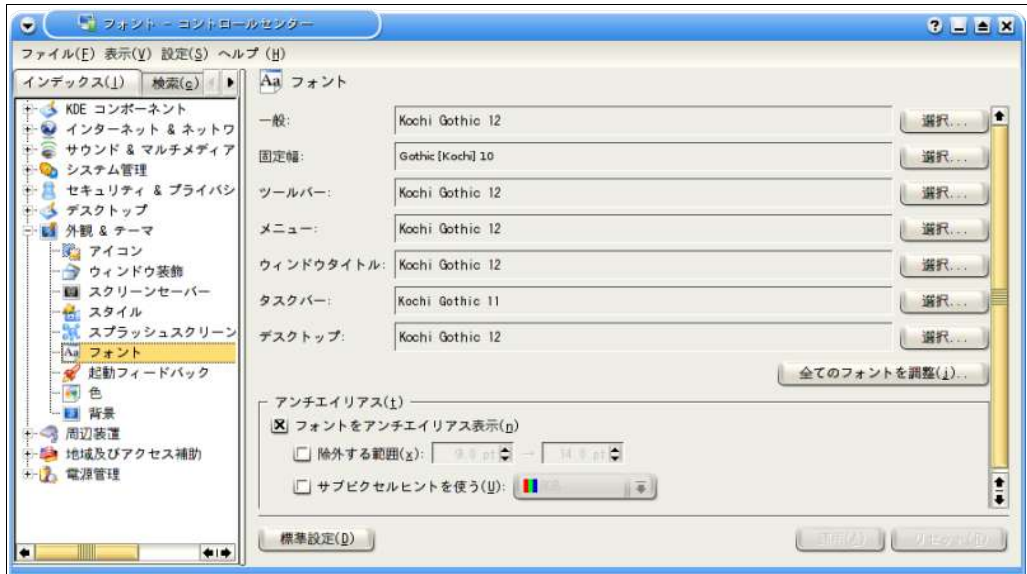 フォント - コントロールセンター
ファイル(F) 表示(V) 設定(S) ヘルプ(H)
インデックス(I) 検索(c)
KDE コンポーネント
インターネット & ネットワ
サウンド & マルチメディア
システム管理
セキュリティ & プライバシ
デスクトップ
外観 & テーマ
アイコン
ウィンドウ装飾
スクリーンセーバー
スタイル
スプラッシュスクリーン
フォント
起動フィードバック
色
背景
周辺装置
地域及びアクセス補助
電源管理
Aa フォント
一般: Kochi Gothic 12 選択...
固定幅: Gothic [Kochi] 10 選択...
ツールバー: Kochi Gothic 12 選択...
メニュー: Kochi Gothic 12 選択...
ウィンドウタイトル: Kochi Gothic 12 選択...
タスクバー: Kochi Gothic 11 選択...
デスクトップ: Kochi Gothic 12 選択...
全てのフォントを調整(j)...
アンチエイリアス(t)
フォントをアンチエイリアス表示(n)
除外する範囲(x): pt → pt
サブピクセルヒントを使う(U):
標準設定(D)